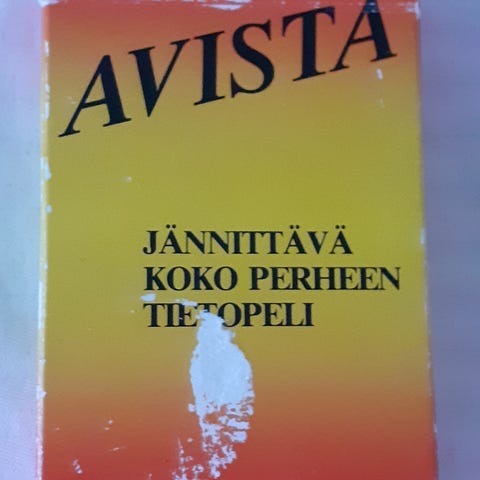 AVISTA
JÄNNITTÄVÄ
KOKO PERHEEN
TIETOPELI